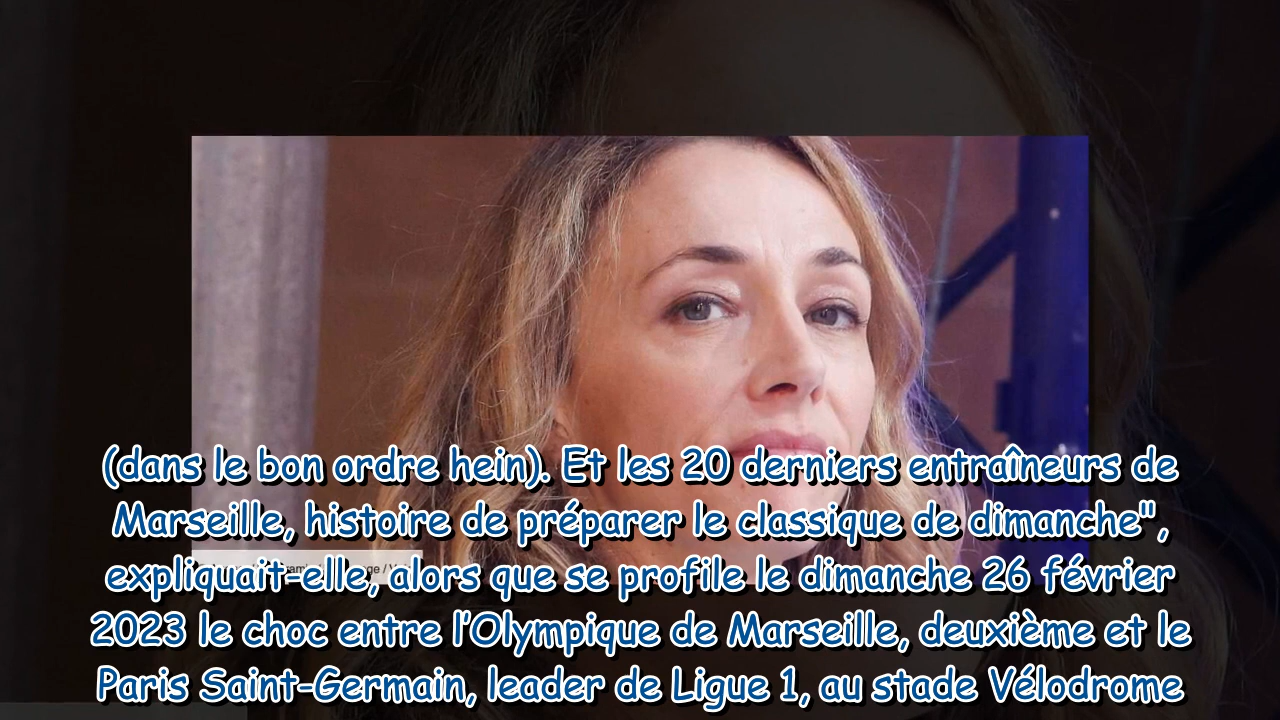 (dans le bon ordre hein). Et les 20 derniers entraîneurs de
Marseille, histoire de préparer le classique de dimanche",
expliquait-elle, alors que se profile le dimanche 26 février
2023 le choc entre l'Olympique de Marseille, deuxième et le
Paris Saint-Germain, leader de Ligue 1, au stade Vélodrome